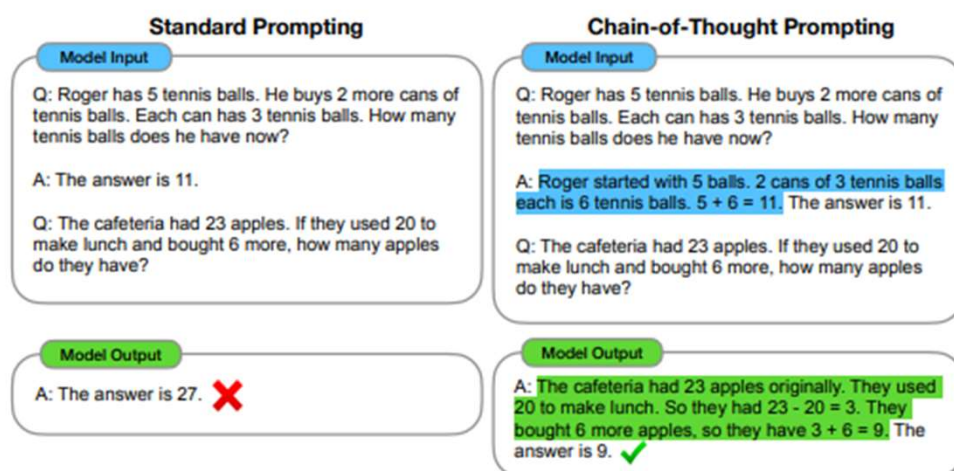 Standard Prompting
Model Input
Q: Roger has 5 tennis balls. He buys 2 more cans of
tennis balls. Each can has 3 tennis balls. How many
tennis balls does he have now?
A: The answer is 11.
Q: The cafeteria had 23 apples. If they used 20 to
make lunch and bought 6 more, how many apples
do they have?
Model Output
A: The answer is 27.
Chain-of-Thought Prompting
Model Input
Q: Roger has 5 tennis balls. He buys 2 more cans of
tennis balls. Each can has 3 tennis balls. How many
tennis balls does he have now?
A: Roger started with 5 balls. 2 cans of 3 tennis balls
each is 6 tennis balls. 5 + 6 = 11. The answer is 11.
Q: The cafeteria had 23 apples. If they used 20 to
make lunch and bought 6 more, how many apples
do they have?
Model Output
A: The cafeteria had 23 apples originally. They used
20 to make lunch. So they had 23 - 20 = 3. They
bought 6 more apples, so they have 3 + 6 = 9. The
answer is 9.